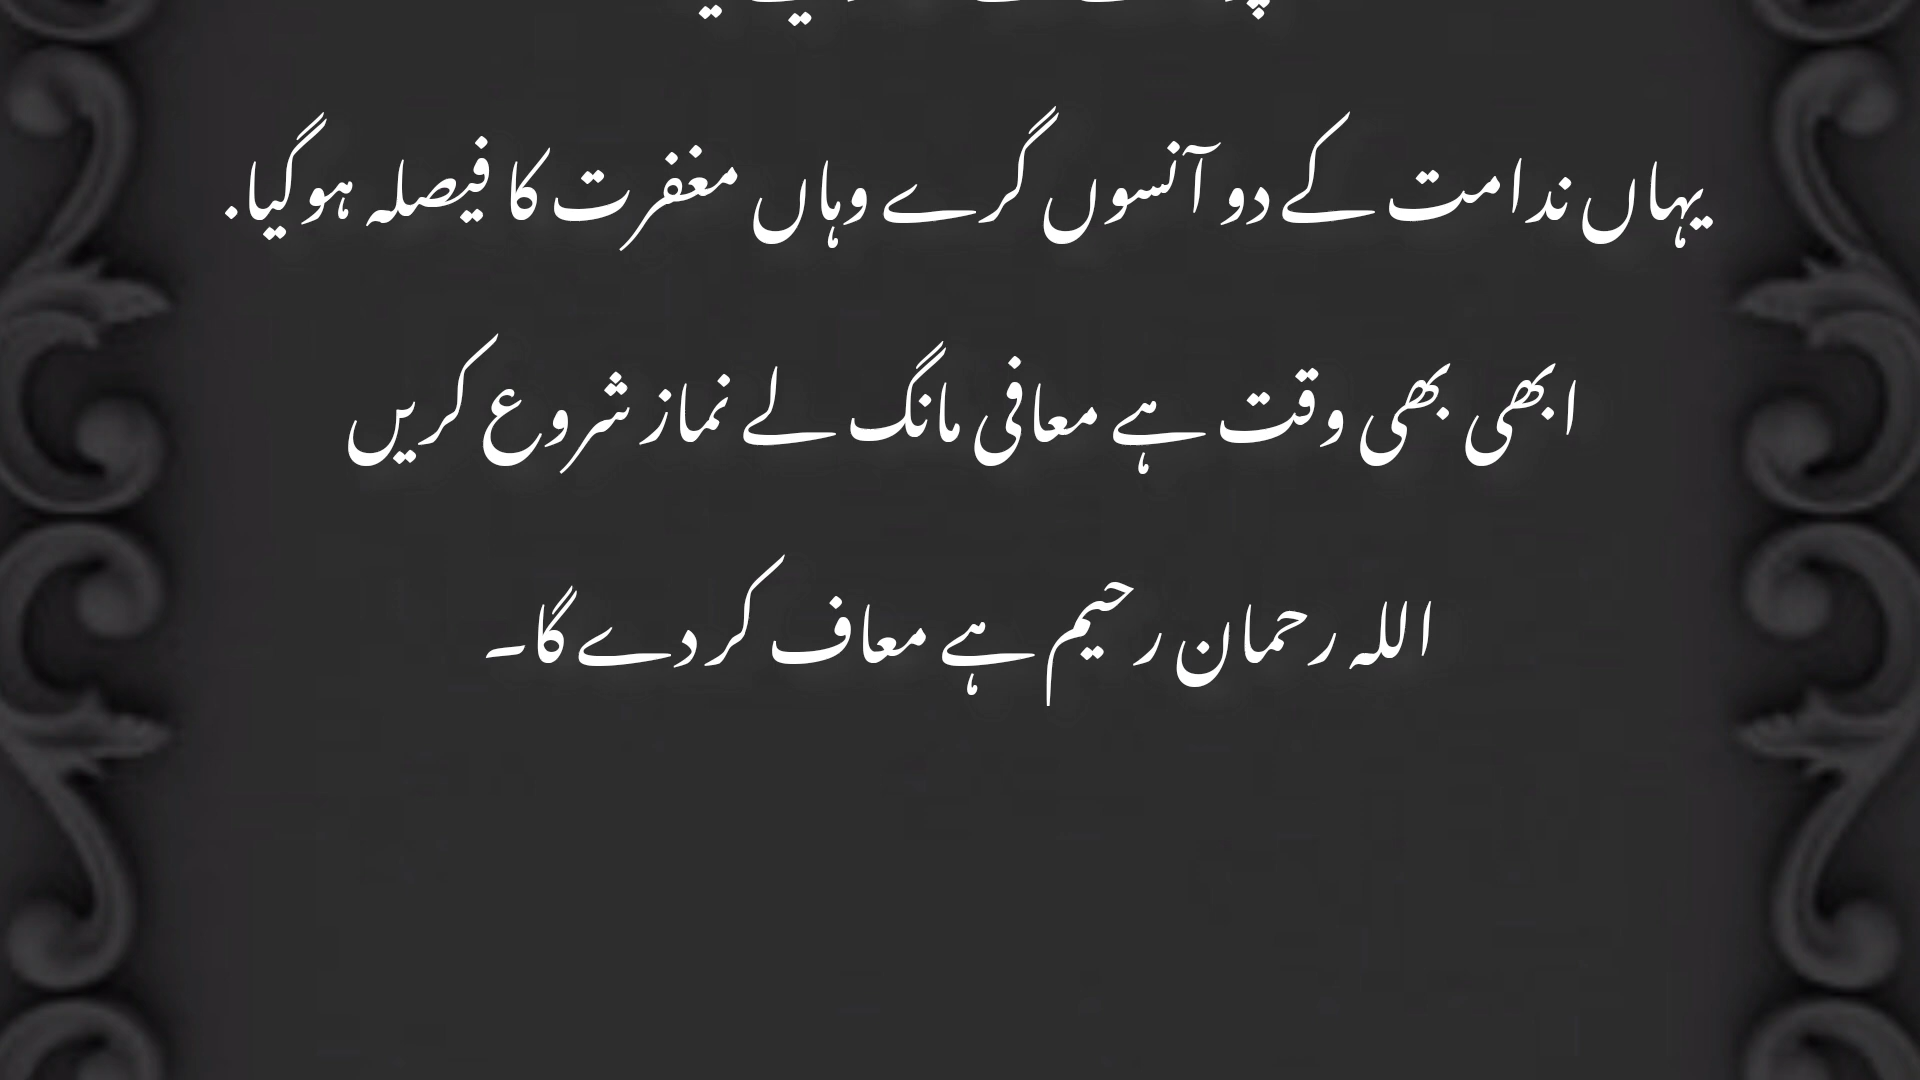 یہاں ندامت کے دو آنسوں گرے وہاں مغفرت کا فیصلہ ہوگیا.
ابھی بھی وقت ہے معافی مانگ لے نماز شروع کریں
اللہ رحمان رحیم ہے معاف کر دے گا۔